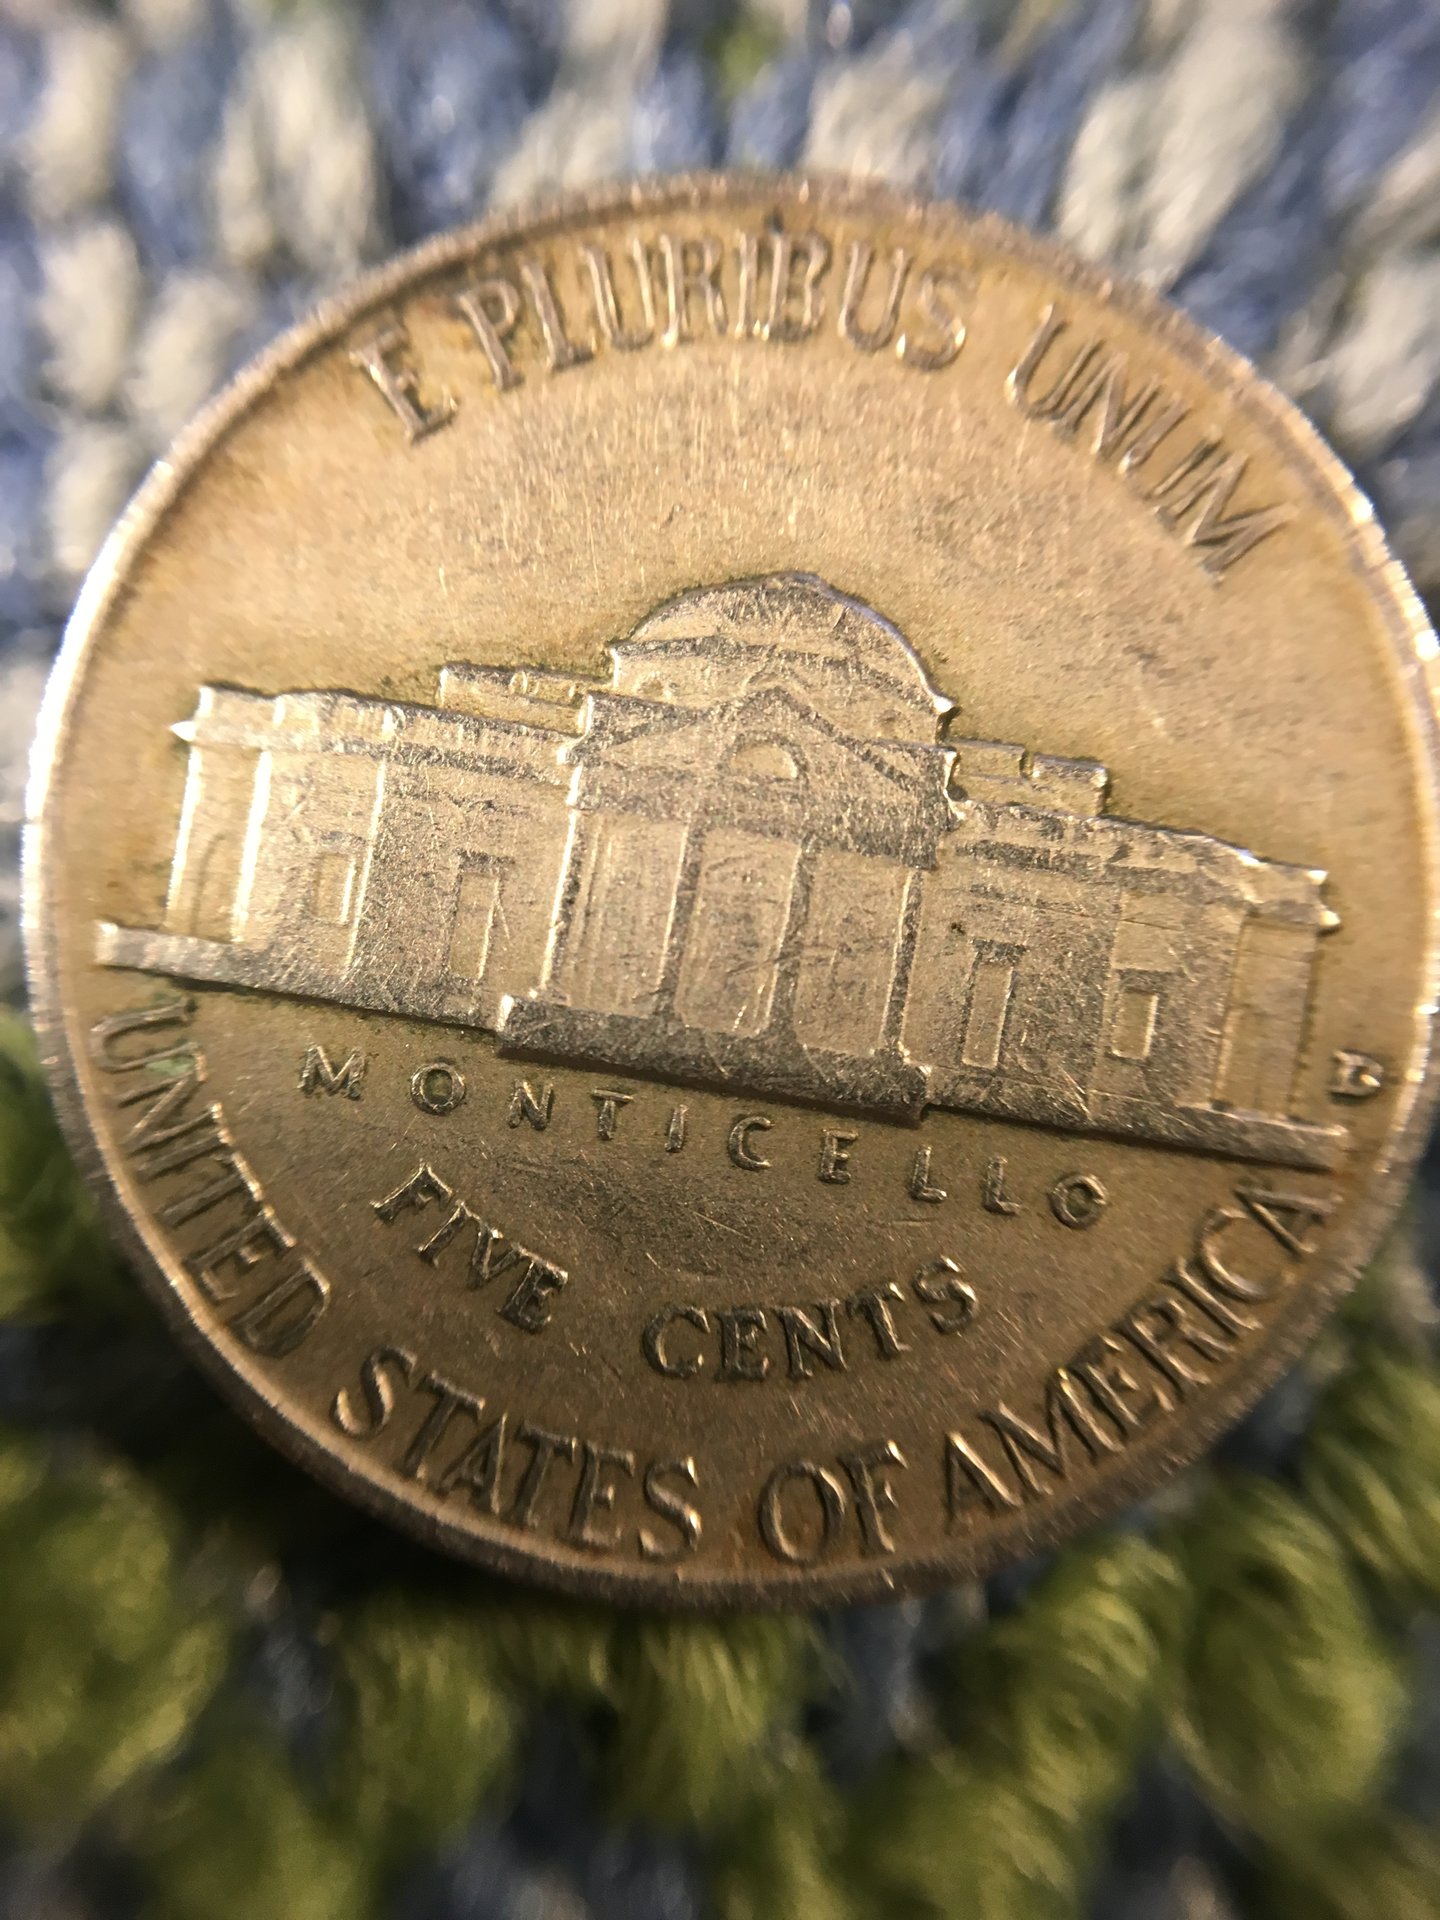 E PLURIBUS UNUM
MONTICELLO
FIVE CENTS
UNITED STATES OF AMERICA
D